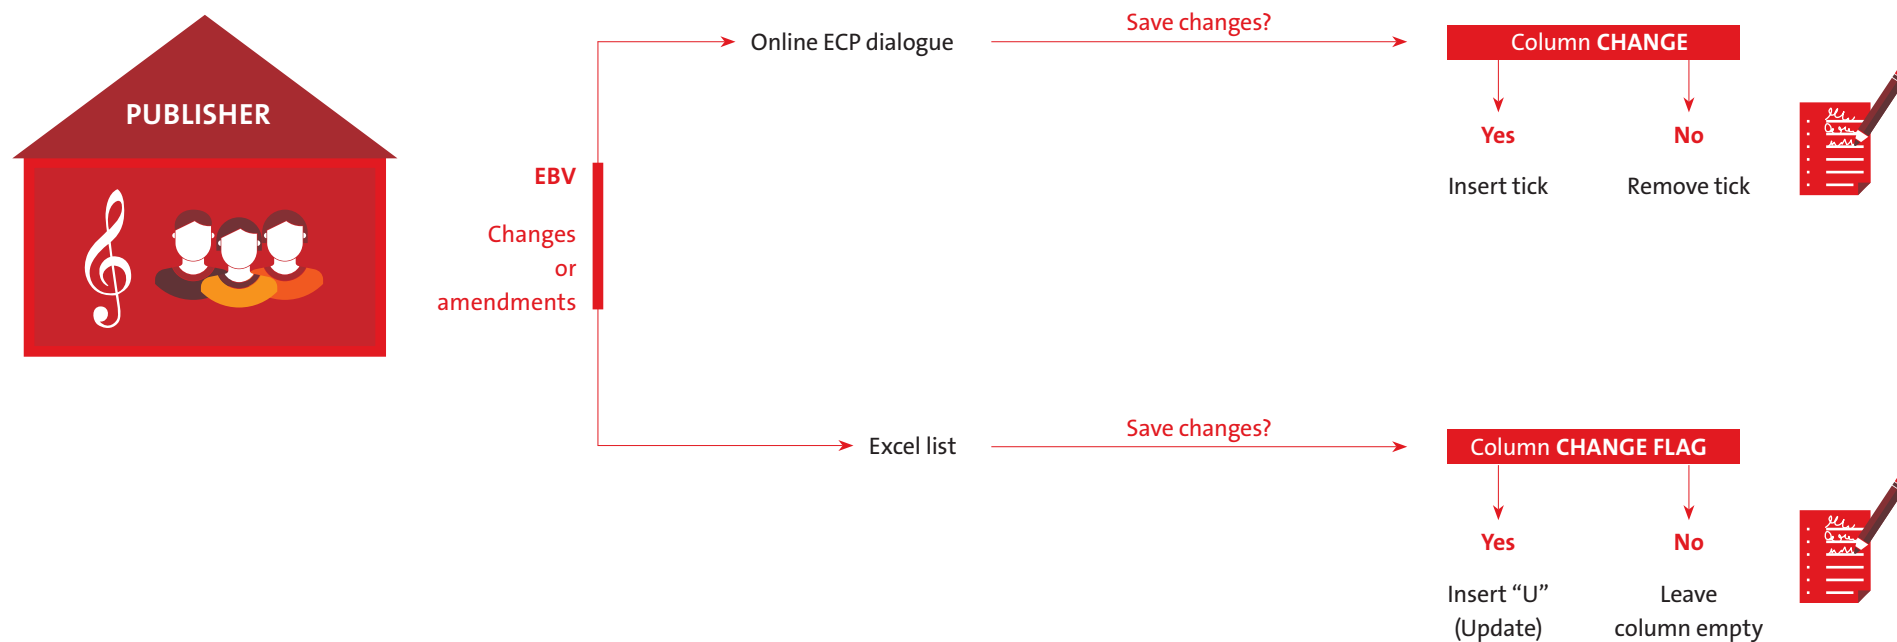 PUBLISHER
EBV
Changes
or
amendments
Online ECP dialogue
Save changes?
Column CHANGE
Yes
No
Insert tick
Remove tick
Excel list
Save changes?
Column CHANGE FLAG
Yes
No
Insert “U”
(Update)
Leave
column empty